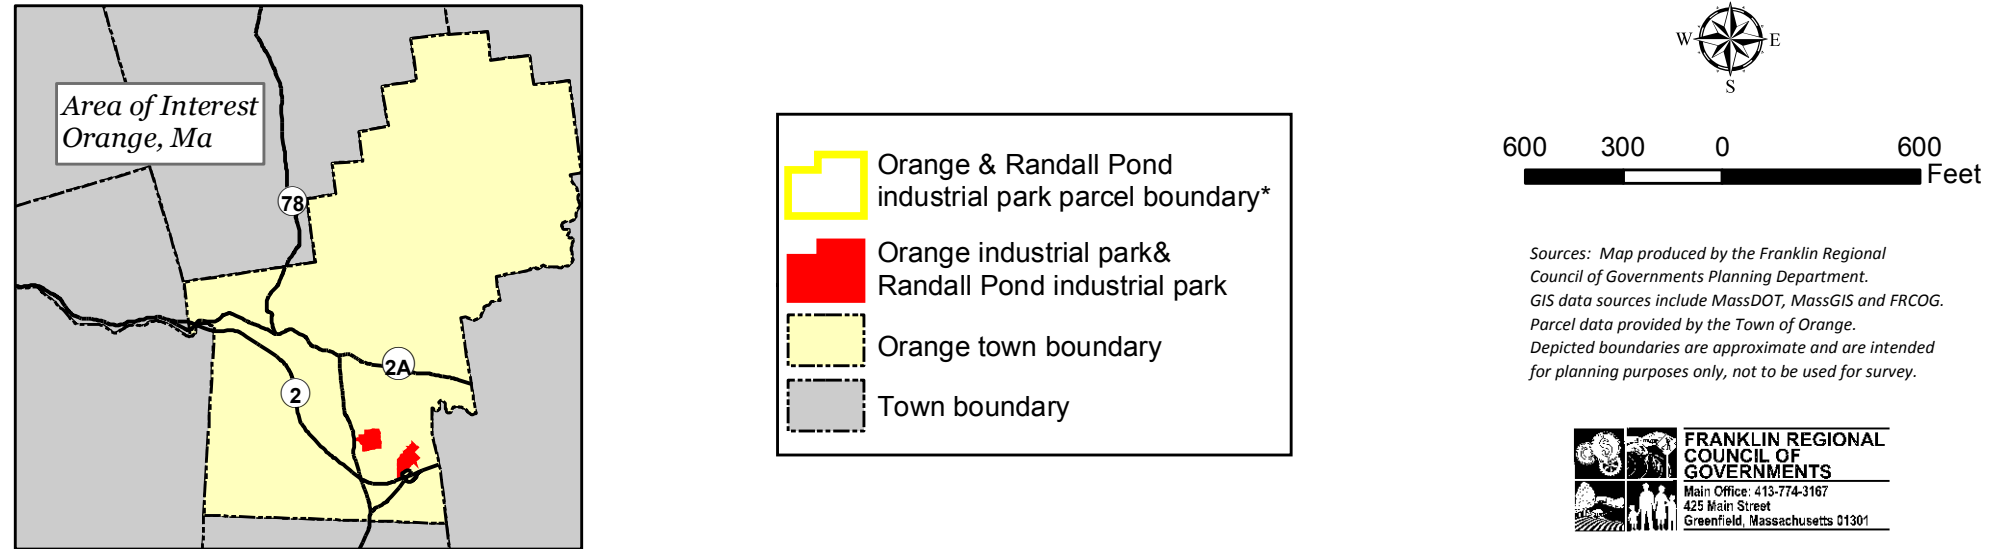 Area of Interest
Orange, Ma
78
2A
2
Orange & Randall Pond
industrial park parcel boundary*
Orange industrial park&
Randall Pond industrial park
Orange town boundary
Town boundary
W E
S
600 300 0 600
Feet
Sources: Map produced by the Franklin Regional
Council of Governments Planning Department.
GIS data sources include MassDOT, MassGIS and FRCOG.
Parcel data provided by the Town of Orange.
Depicted boundaries are approximate and are intended
for planning purposes only, not to be used for survey.
FRANKLIN REGIONAL
COUNCIL OF
GOVERNMENTS
Main Office: 413-774-3167
425 Main Street
Greenfield, Massachusetts 01301